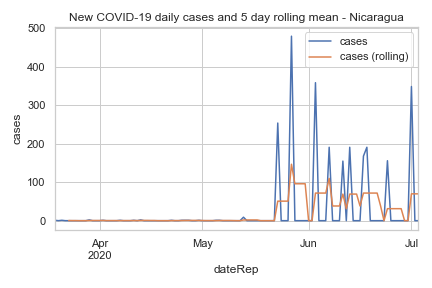 New COVID-19 daily cases and 5 day rolling mean - Nicaragua
500
400
300
200
100
0
cases
cases
cases (rolling)
Apr
2020
May
Jun
Jul
dateRep